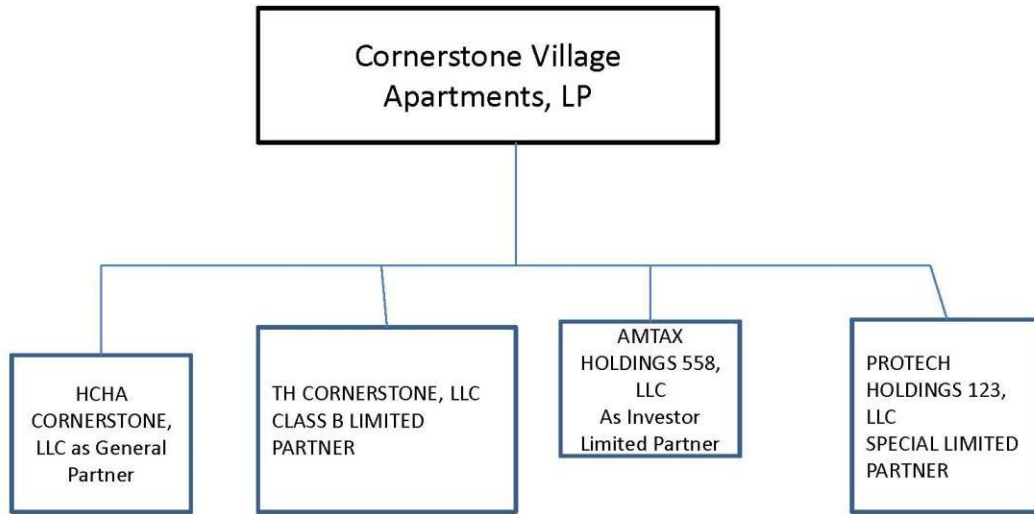 Cornerstone Village
Apartments, LP
HCHA
CORNERSTONE,
LLC as General
Partner
TH CORNERSTONE, LLC
CLASS B LIMITED
PARTNER
AMTAX
HOLDINGS 558,
LLC
As Investor
Limited Partner
PROTECH
HOLDINGS 123,
LLC
SPECIAL LIMITED
PARTNER